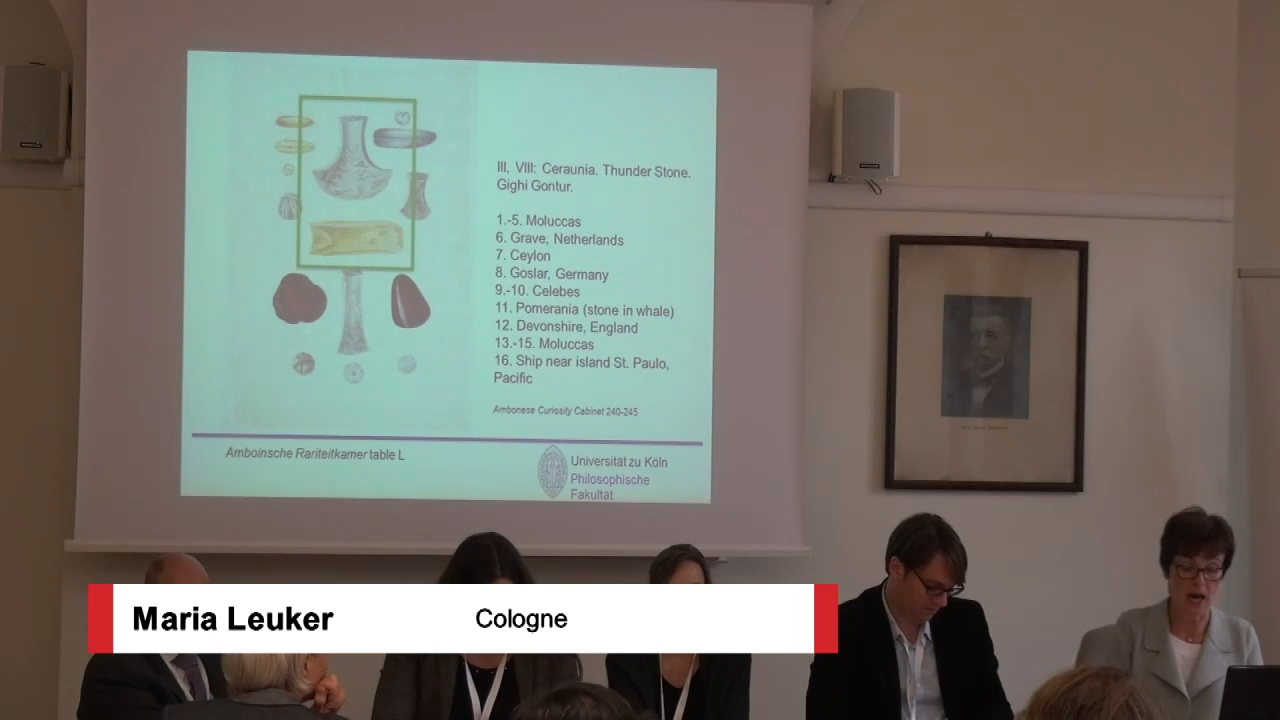 III, VIII: Ceraunia. Thunder Stone.
Gighi Gontur.
1.-5. Moluccas
6. Grave, Netherlands
7. Ceylon
8. Goslar, Germany
9.-10. Celebes
11. Pomerania (stone in whale)
12. Devonshire, England
13.-15. Moluccas
16. Ship near island St. Paulo,
Pacific
Ambonese Curiosity Cabinet 240-245
Amboinsche Rariteitkamer table L
Universität zu Köln
Philosophische
Fakultät
Maria Leuker Cologne